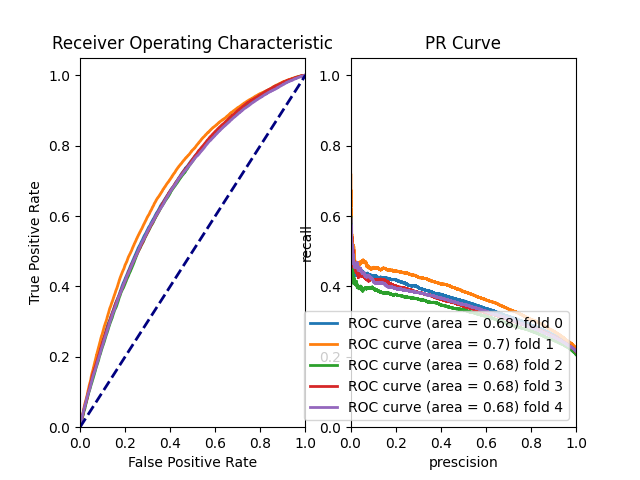 Receiver Operating Characteristic
1.0
0.8
0.6
0.4
0.2
0.0
True Positive Rate
0.0 0.2 0.4 0.6 0.8 1.0
False Positive Rate
PR Curve
1.0
0.8
0.6
0.4
0.2
0.0
recall
ROC curve (area = 0.68) fold 0
ROC curve (area = 0.7) fold 1
ROC curve (area = 0.68) fold 2
ROC curve (area = 0.68) fold 3
ROC curve (area = 0.68) fold 4
0.0 0.2 0.4 0.6 0.8 1.0
prescision